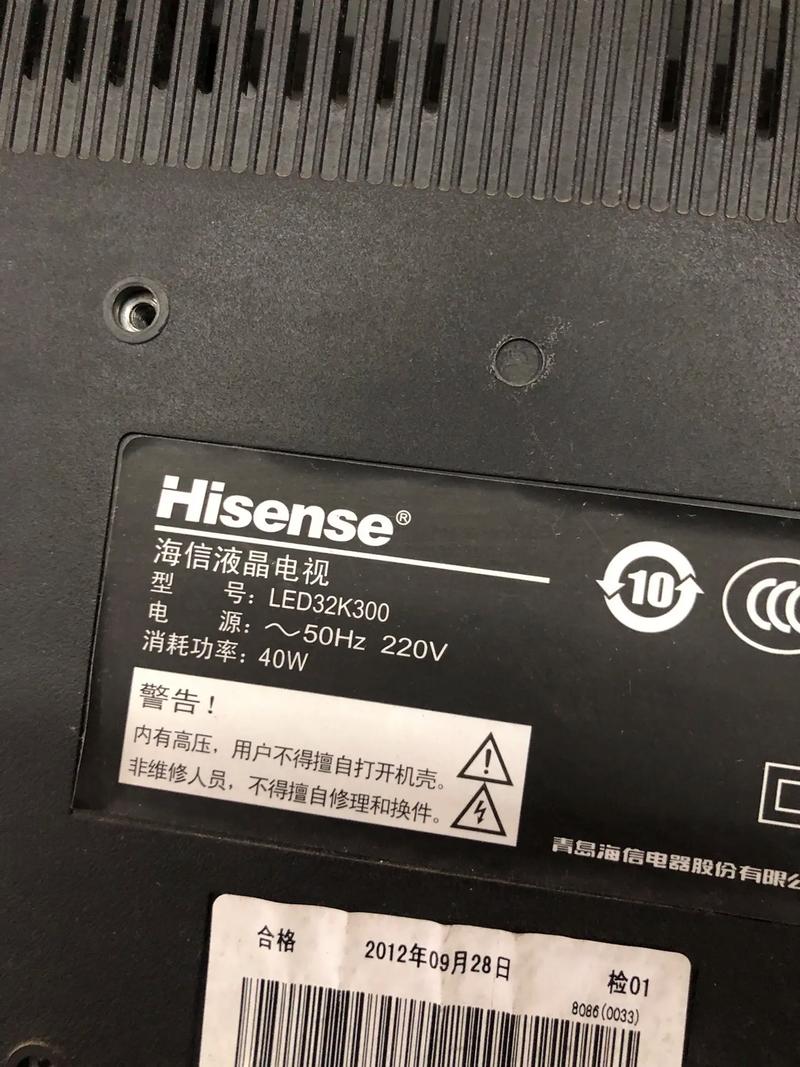 Hisense®
海信液晶电视
型 号：LED32K300
电 源：～50Hz 220V
消耗功率：40W
10
CCC
警告！
内有高压，用户不得擅自打开机壳。
非维修人员，不得擅自修理和换件。
青岛海信电器股份有限公
合格 2012年09月28日 检01
8086(0033)